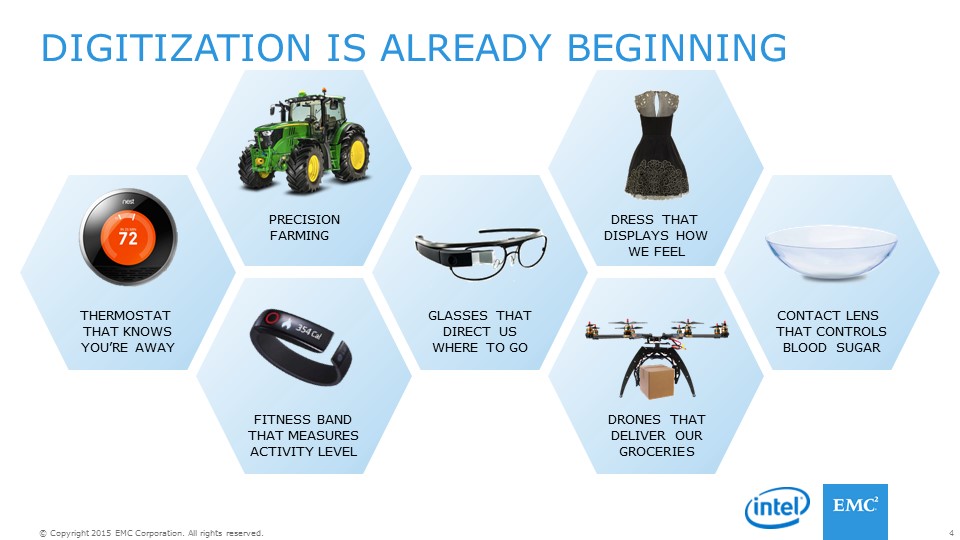 DIGITIZATION IS ALREADY BEGINNING
PRECISION
FARMING
DRESS THAT
DISPLAYS HOW
WE FEEL
nest
72
THERMOSTAT
THAT KNOWS
YOU’RE AWAY
GLASSES THAT
DIRECT US
WHERE TO GO
CONTACT LENS
THAT CONTROLS
BLOOD SUGAR
354 Cal
FITNESS BAND
THAT MEASURES
ACTIVITY LEVEL
DRONES THAT
DELIVER OUR
GROCERIES
intel
EMC²
© Copyright 2015 EMC Corporation. All rights reserved.
4